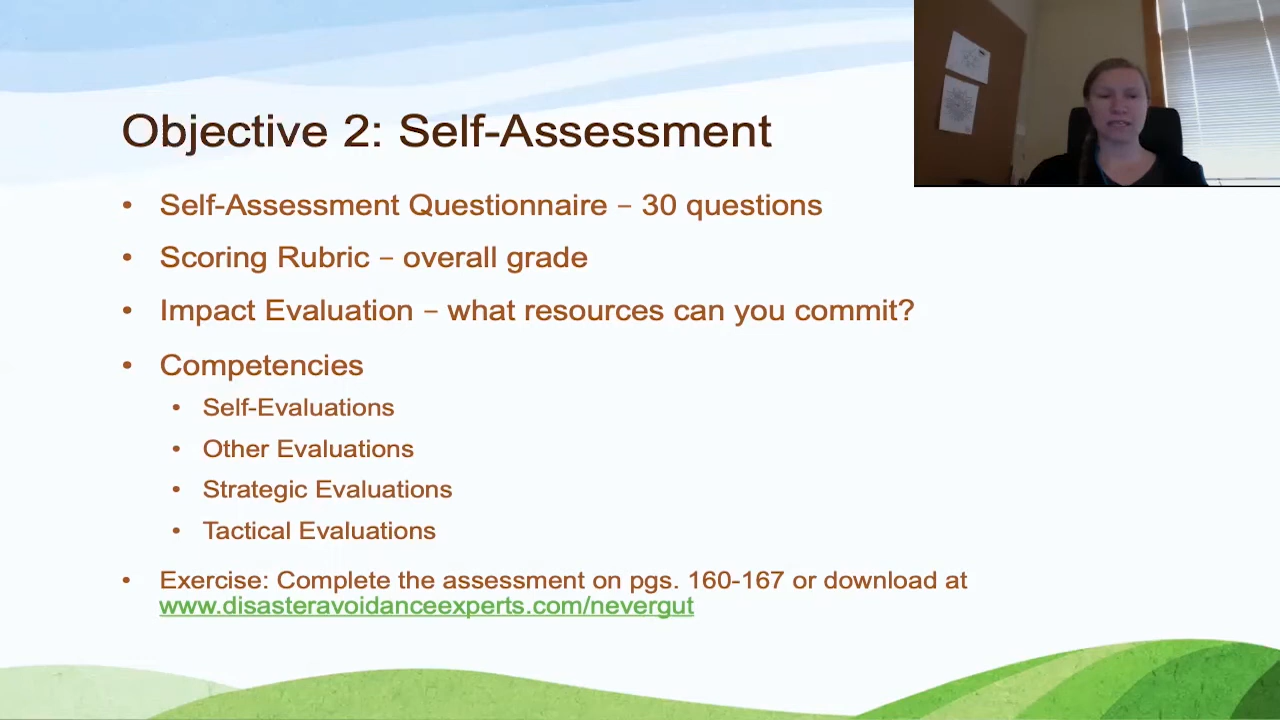 Objective 2: Self-Assessment
• Self-Assessment Questionnaire – 30 questions
• Scoring Rubric – overall grade
• Impact Evaluation – what resources can you commit?
• Competencies
• Self-Evaluations
• Other Evaluations
• Strategic Evaluations
• Tactical Evaluations
• Exercise: Complete the assessment on pgs. 160-167 or download at
www.disasteravoidanceexperts.com/nevergut